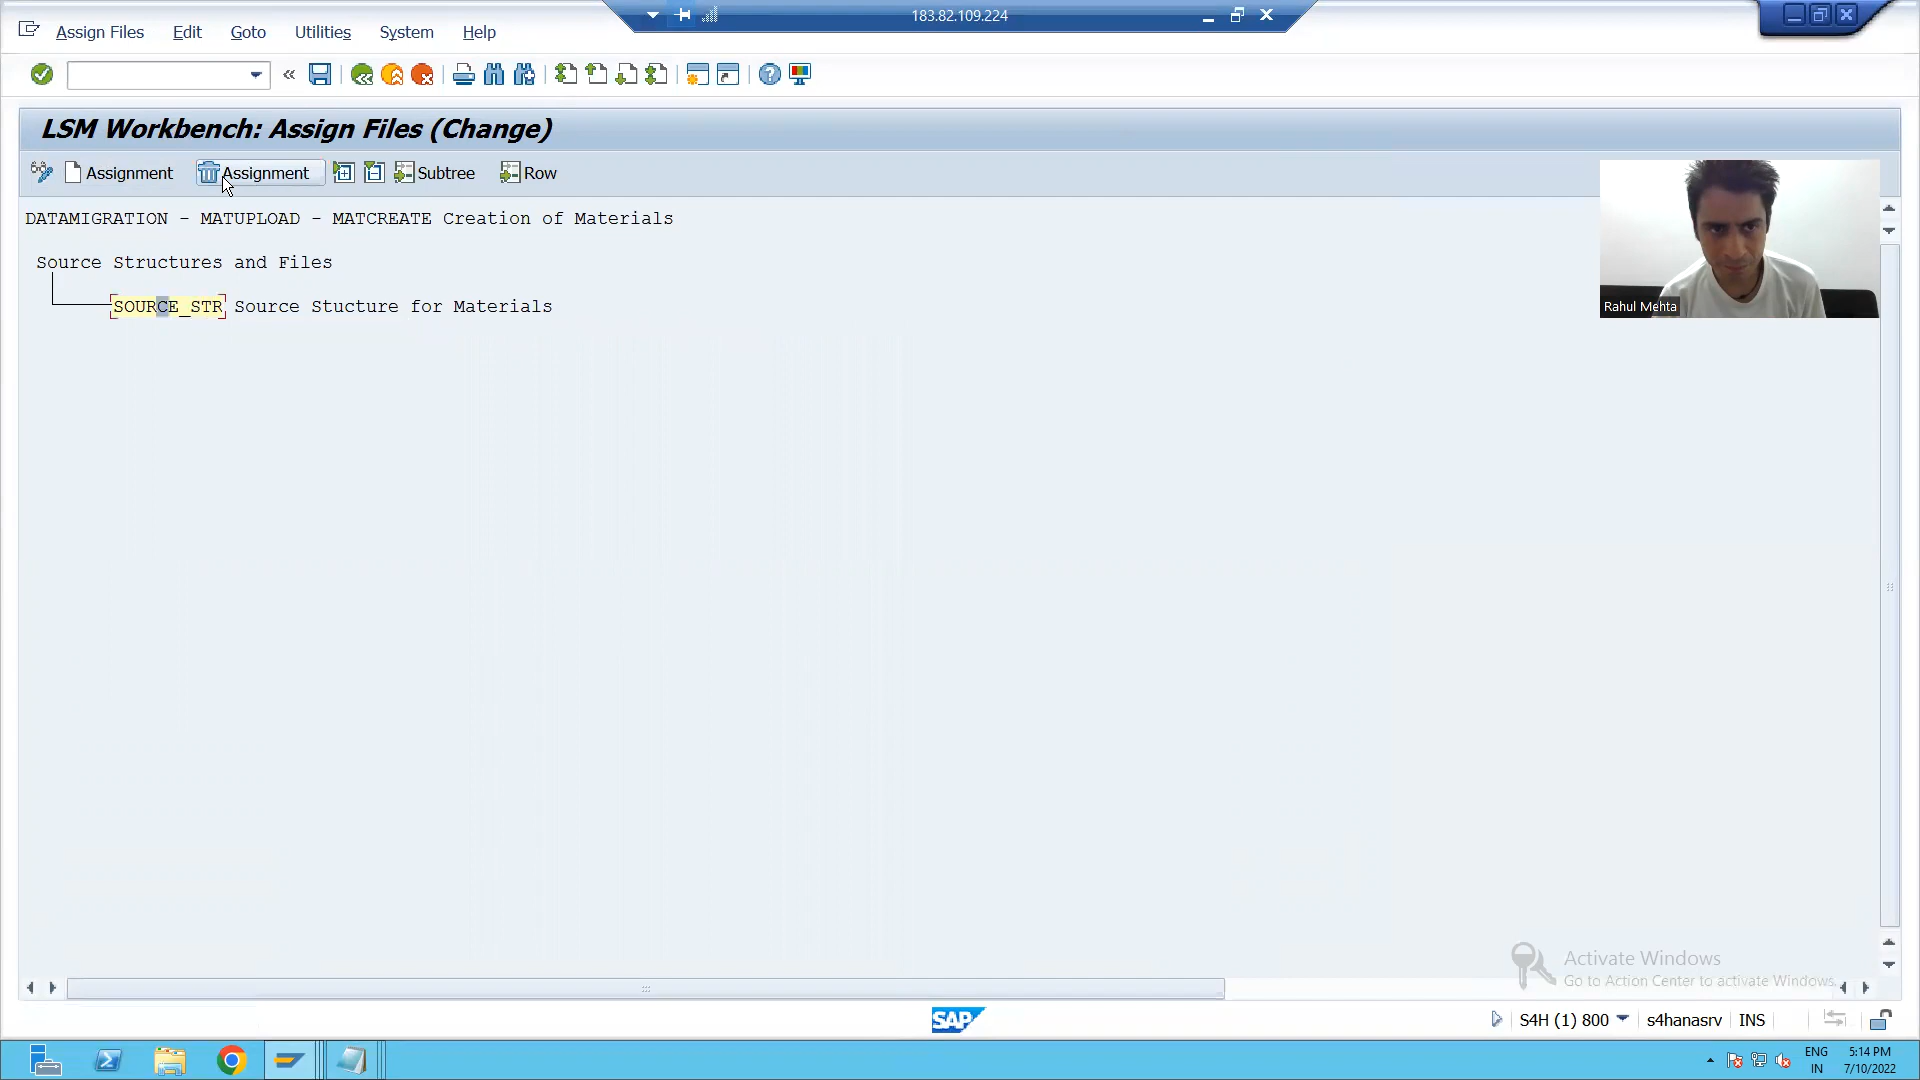 183.82.109.224
Assign Files Edit Goto Utilities System Help
LSM Workbench: Assign Files (Change)
Assignment Assignment Subtree Row
DATAMIGRATION - MATUPLOAD - MATCREATE Creation of Materials
Source Structures and Files
SOURCE_STR Source Stucture for Materials
Rahul Mehta
Activate Windows
Go to Action Center to activate Windows.
SAP
S4H (1) 800 s4hanasrv INS
ENG 5:14 PM
IN 7/10/2022